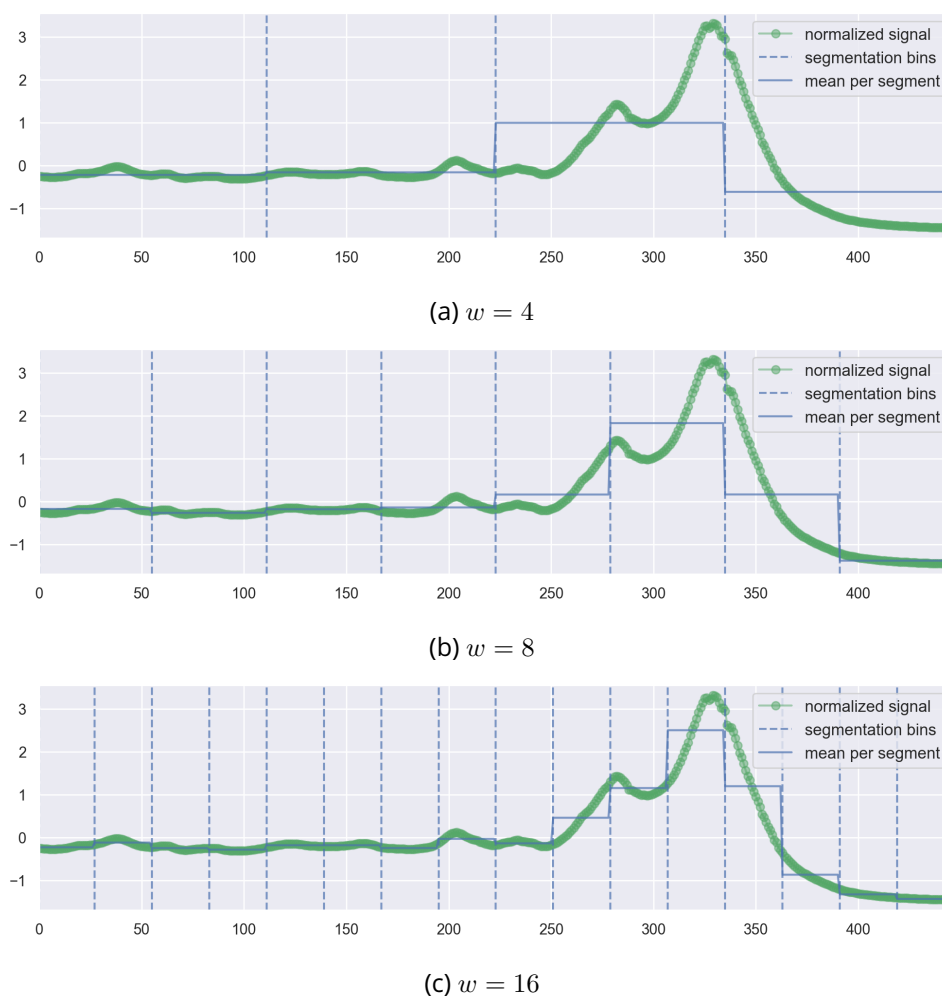 3
normalized signal
segmentation bins
2
mean per segment
1
0
−1
0 50 100 150 200 250 300 350 400
(a) w = 4
3
normalized signal
segmentation bins
2
mean per segment
1
0
−1
0 50 100 150 200 250 300 350 400
(b) w = 8
3
normalized signal
segmentation bins
2
mean per segment
1
0
−1
0 50 100 150 200 250 300 350 400
(c) w = 16